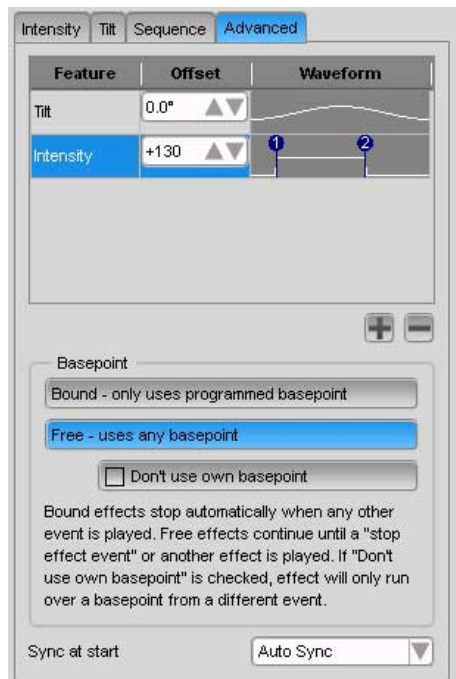 Intensity Tilt Sequence Advanced
Feature Offset Waveform
Tilt 0.0°
Intensity +130 1 2
Basepoint
Bound - only uses programmed basepoint
Free - uses any basepoint
Don't use own basepoint
Bound effects stop automatically when any other
event is played. Free effects continue until a "stop
effect event" or another effect is played. If "Don't
use own basepoint" is checked, effect will only run
over a basepoint from a different event.
Sync at start Auto Sync